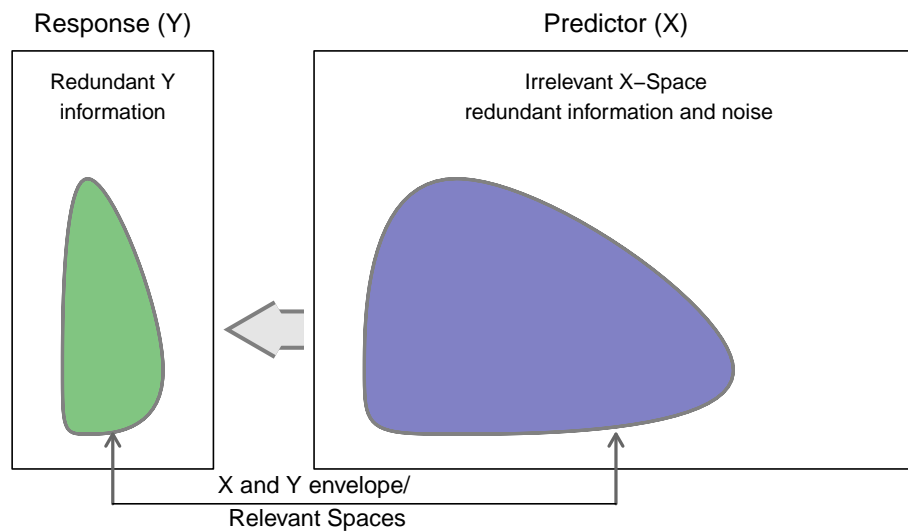 Response (Y)
Predictor (X)
Redundant Y
information
Irrelevant X−Space
redundant information and noise
X and Y envelope/
Relevant Spaces